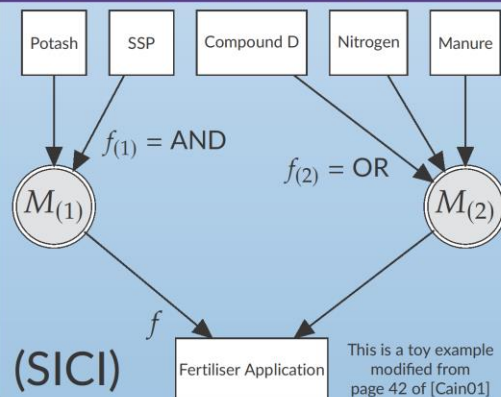 Potash SSP Compound D Nitrogen Manure
f(1) = AND
f(2) = OR
M(1) M(2)
f
(SICI)
Fertiliser Application
This is a toy example
modified from
page 42 of [Cain01]